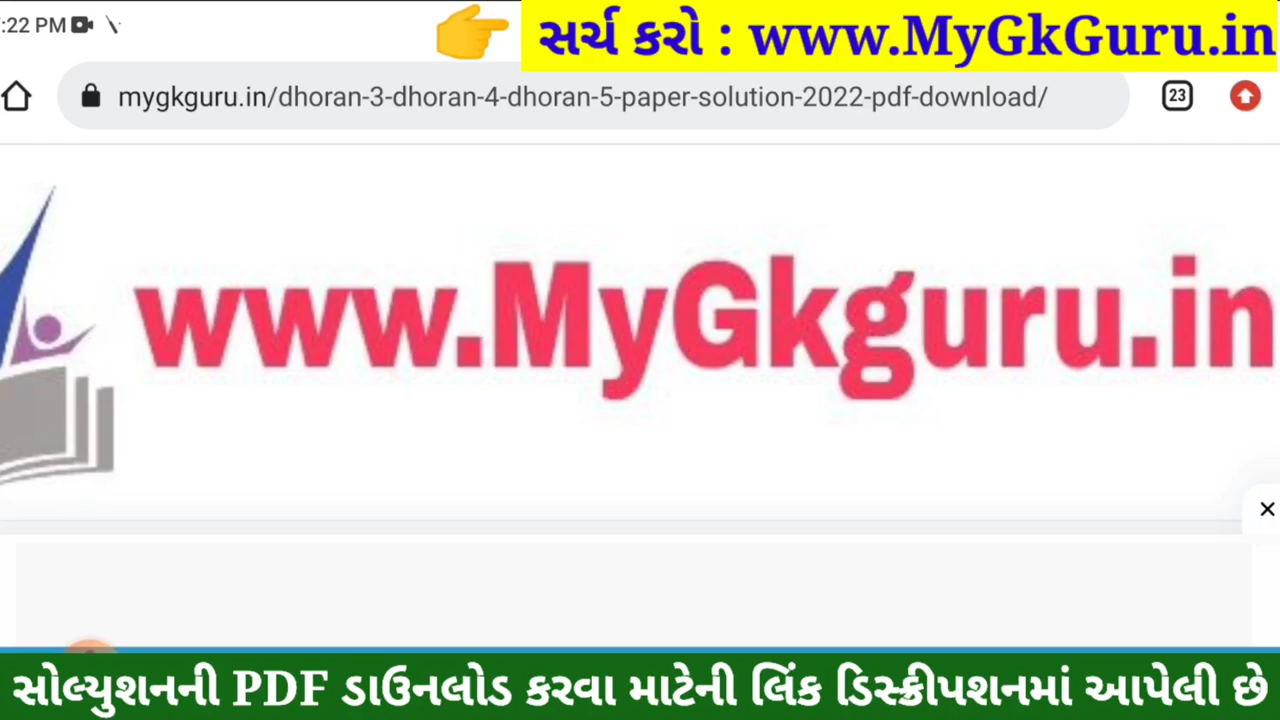 :22 PM
👉 સર્ચ કરો : www.MyGkGuru.in
mygkguru.in/dhoran-3-dhoran-4-dhoran-5-paper-solution-2022-pdf-download/
23
www.MyGkguru.in
સોલ્યુશનની PDF ડાઉનલોડ કરવા માટેની લિંક ડિસ્ક્રીપશનમાં આપેલી છે